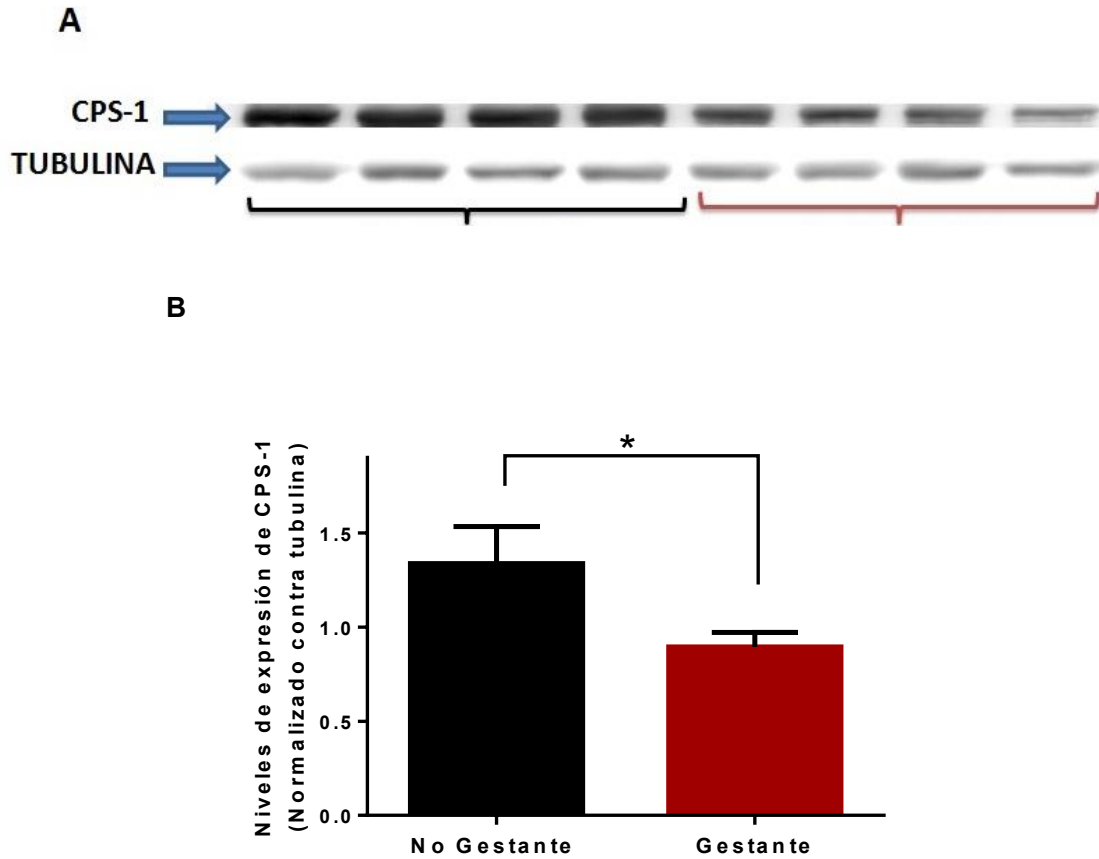 A
CPS-1
TUBULINA
B
*
Niveles de expresión de CPS-1
(Normalizado contra tubulina)
1.5
1.0
0.5
0.0
No Gestante
Gestante